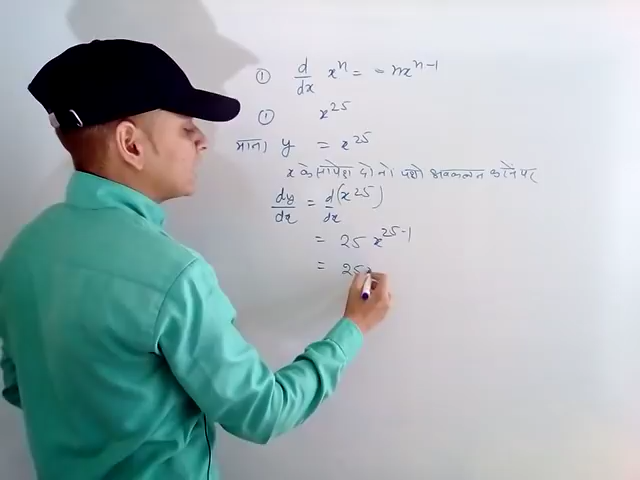 ① d/dx xⁿ = = nxⁿ⁻¹
① x²⁵
माना y = x²⁵
x के सापेक्ष दोनों पक्षों अवकलन करने पर
dy/dx = d/dx (x²⁵)
= 25 x²⁵⁻¹
= 25x